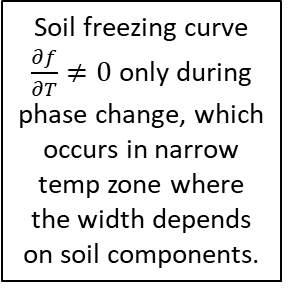 Soil freezing curve
∂f/∂T ≠ 0 only during
phase change, which
occurs in narrow
temp zone where
the width depends
on soil components.